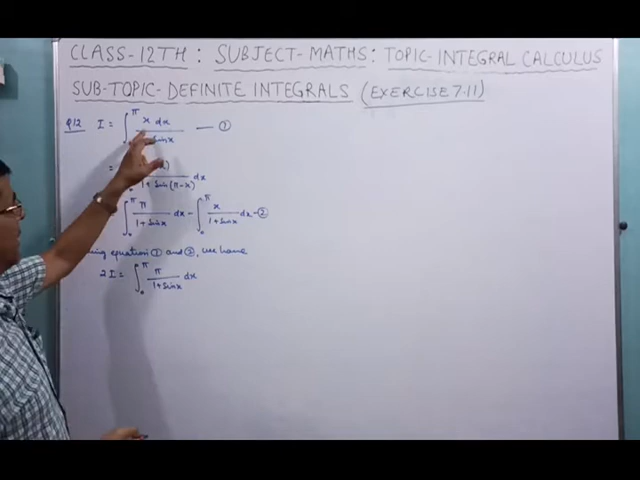 CLASS-12TH : SUBJECT-MATHS : TOPIC-INTEGRAL CALCULUS
SUB-TOPIC-DEFINITE INTEGRALS (EXERCISE 7.11)
Q12 I = ∫ π x dx / sinx — ①
= x) / 1 + sin(π-x) dx
∫₀^π π / 1+sinx dx - ∫₀^π x / 1+sinx dx - ②
equation ① and ②, we have
2I = ∫₀^π π / 1+sinx dx